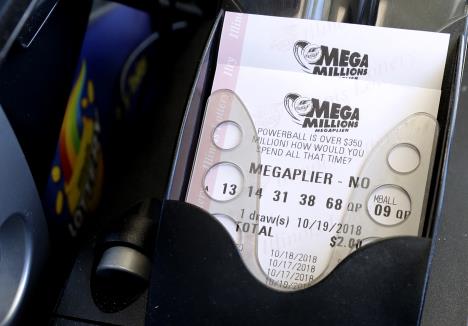 MEGA
MILLIONS
MEGA
MILLIONS
MEGAPLIER
POWERBALL IS OVER $350
MILLION! HOW WOULD YOU
SPEND ALL THAT TIME?
MEGAPLIER - NO
A 13 14 31 38 68 QP MBALL 09 QP
1 draw(s) 10/19/2018
TOTAL $2.00
10/18/2018
10/17/2018
10/17/2018
10/19/2018